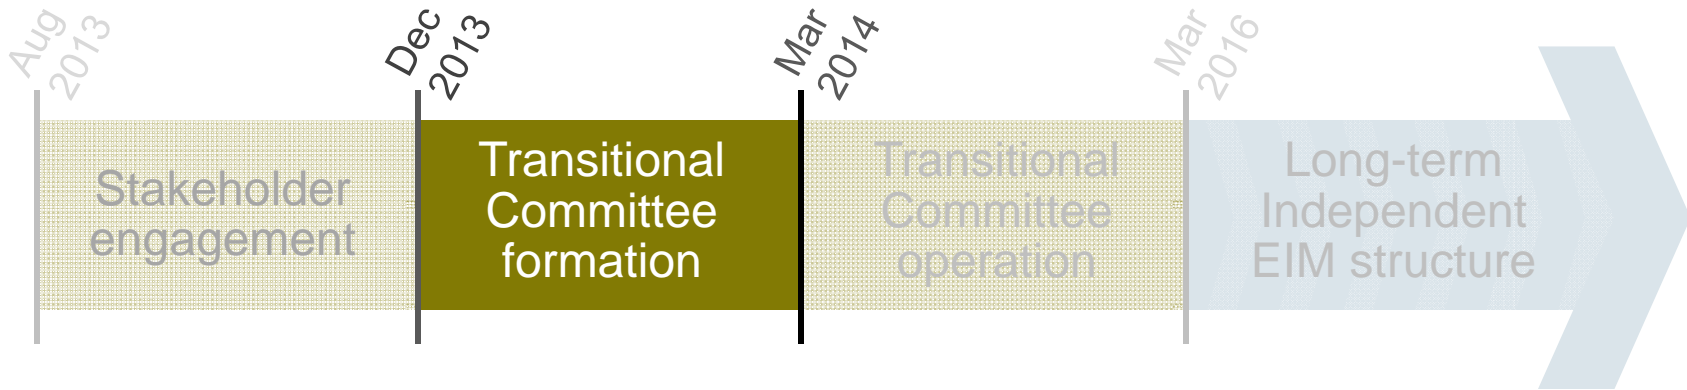 Aug
2013
Dec
2013
Mar
2014
Mar
2016
Stakeholder
engagement
Transitional
Committee
formation
Transitional
Committee
operation
Long-term
Independent
EIM structure